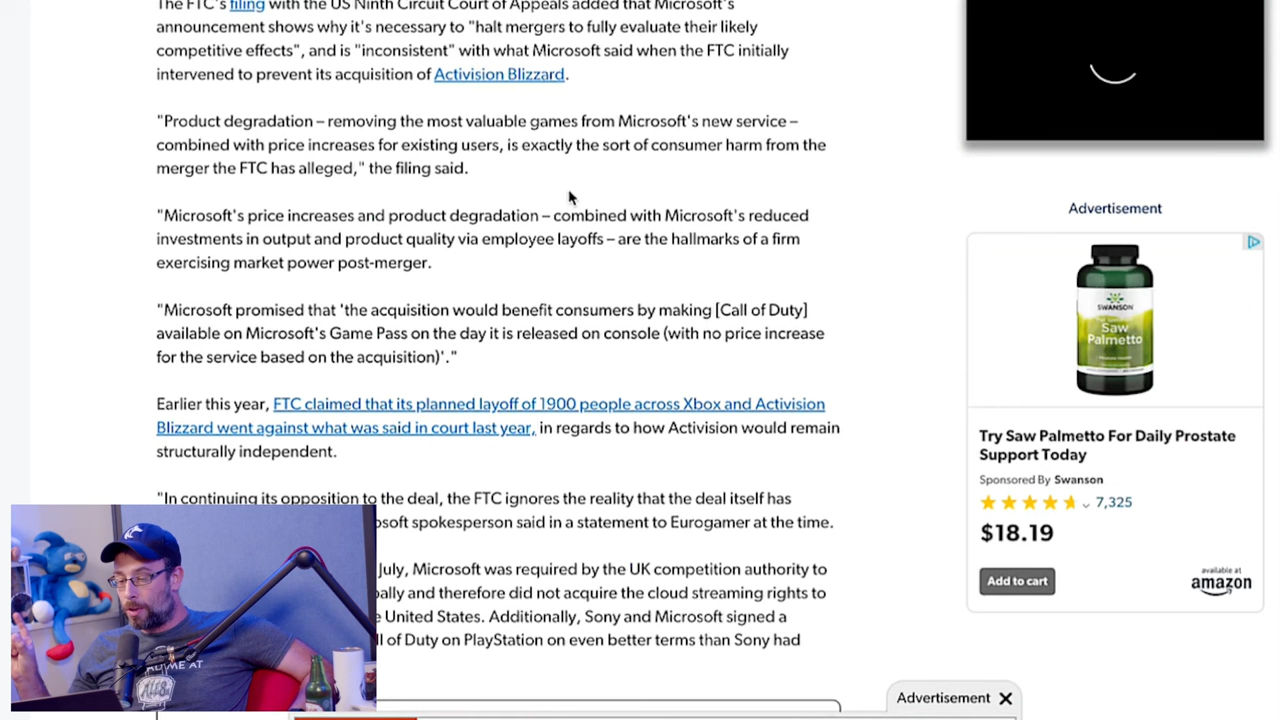 The FTC's filing with the US Ninth Circuit Court of Appeals added that Microsoft's
announcement shows why it's necessary to "halt mergers to fully evaluate their likely
competitive effects", and is "inconsistent" with what Microsoft said when the FTC initially
intervened to prevent its acquisition of Activision Blizzard.
"Product degradation – removing the most valuable games from Microsoft's new service –
combined with price increases for existing users, is exactly the sort of consumer harm from the
merger the FTC has alleged," the filing said.
"Microsoft's price increases and product degradation – combined with Microsoft's reduced
investments in output and product quality via employee layoffs – are the hallmarks of a firm
exercising market power post-merger.
"Microsoft promised that 'the acquisition would benefit consumers by making [Call of Duty]
available on Microsoft's Game Pass on the day it is released on console (with no price increase
for the service based on the acquisition)'."
Earlier this year, FTC claimed that its planned layoff of 1900 people across Xbox and Activision
Blizzard went against what was said in court last year, in regards to how Activision would remain
structurally independent.
"In continuing its opposition to the deal, the FTC ignores the reality that the deal itself has
soft spokesperson said in a statement to Eurogamer at the time.
July, Microsoft was required by the UK competition authority to
ally and therefore did not acquire the cloud streaming rights to
United States. Additionally, Sony and Microsoft signed a
of Duty on PlayStation on even better terms than Sony had
Advertisement
SWANSON
Saw
Palmetto
Try Saw Palmetto For Daily Prostate
Support Today
Sponsored By Swanson
7,325
$18.19
Add to cart
available at
amazon
Advertisement
ME AT